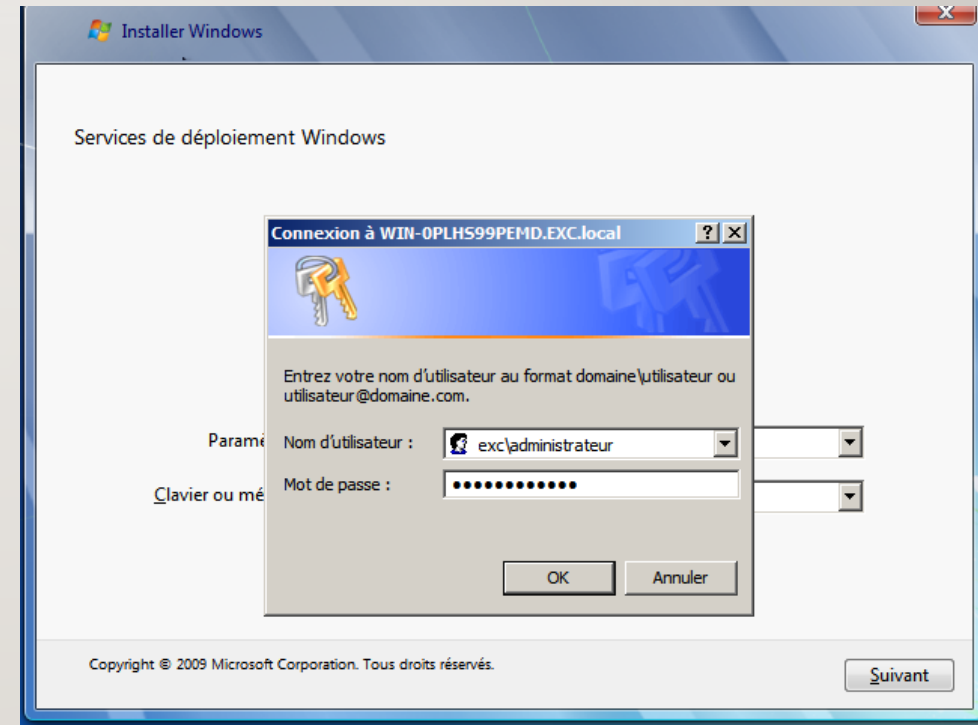 Installer Windows
Services de déploiement Windows
Connexion à WIN-0PLHS99PEMD.EXC.local
Entrez votre nom d'utilisateur au format domaine\utilisateur ou
utilisateur@domaine.com.
Paramè
Nom d'utilisateur : exc\administrateur
Clavier ou mé
Mot de passe : ●●●●●●●●●●●●
OK Annuler
Copyright © 2009 Microsoft Corporation. Tous droits réservés.
Suivant